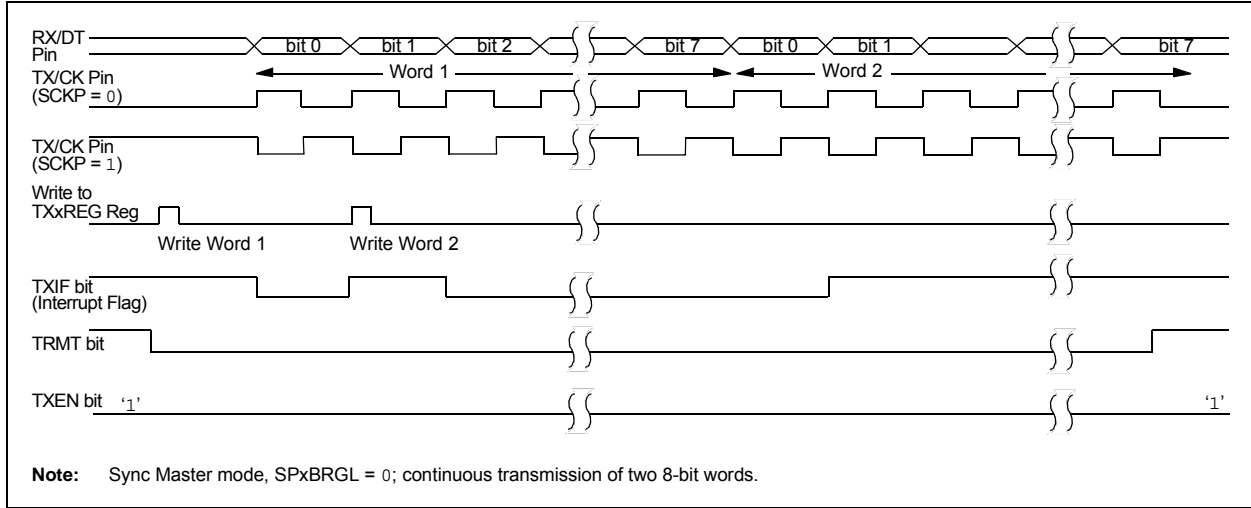 RX/DT
Pin
bit 0 bit 1 bit 2 bit 7 bit 0 bit 1 bit 7
Word 1 Word 2
TX/CK Pin
(SCKP = 0)
TX/CK Pin
(SCKP = 1)
Write to
TXxREG Reg
Write Word 1 Write Word 2
TXIF bit
(Interrupt Flag)
TRMT bit
TXEN bit ‘1’ ‘1’
Note: Sync Master mode, SPxBRGL = 0; continuous transmission of two 8-bit words.